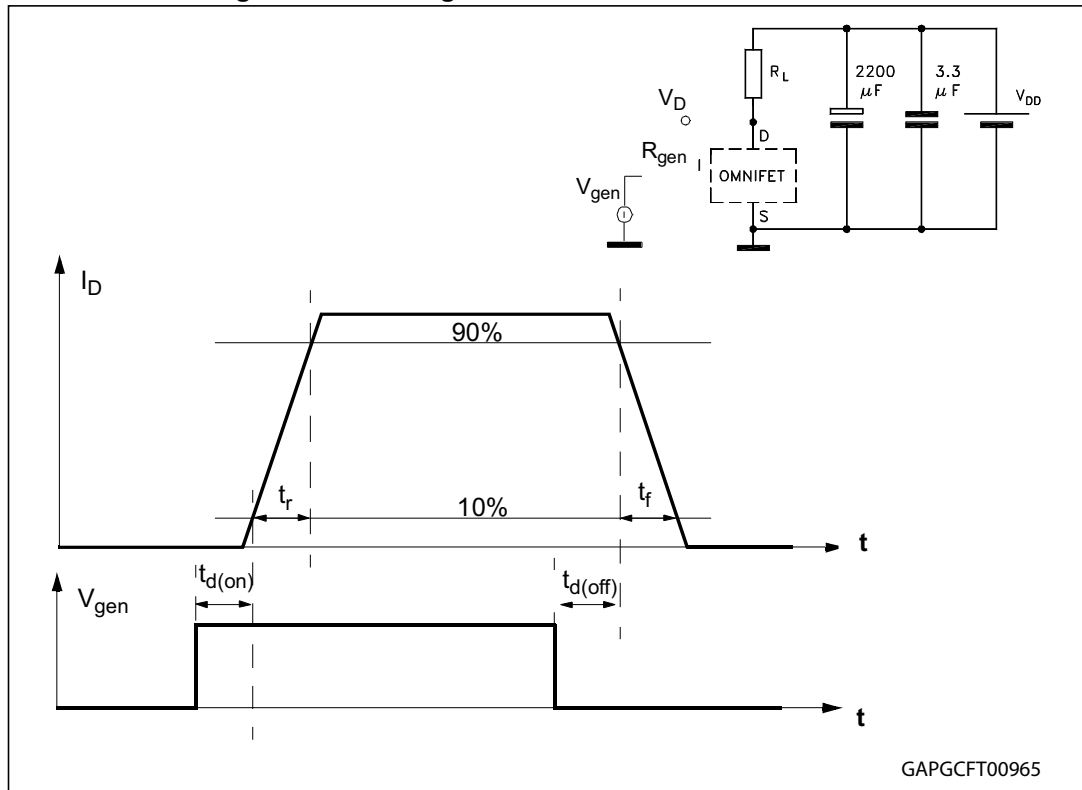 R_L
2200
µF
3.3
µF
V_DD
V_D
D
R_gen
I
OMNIFET
V_gen
S
I_D
90%
t_r
10%
t_f
t
t_d(on)
t_d(off)
V_gen
t
GAPGCFT00965